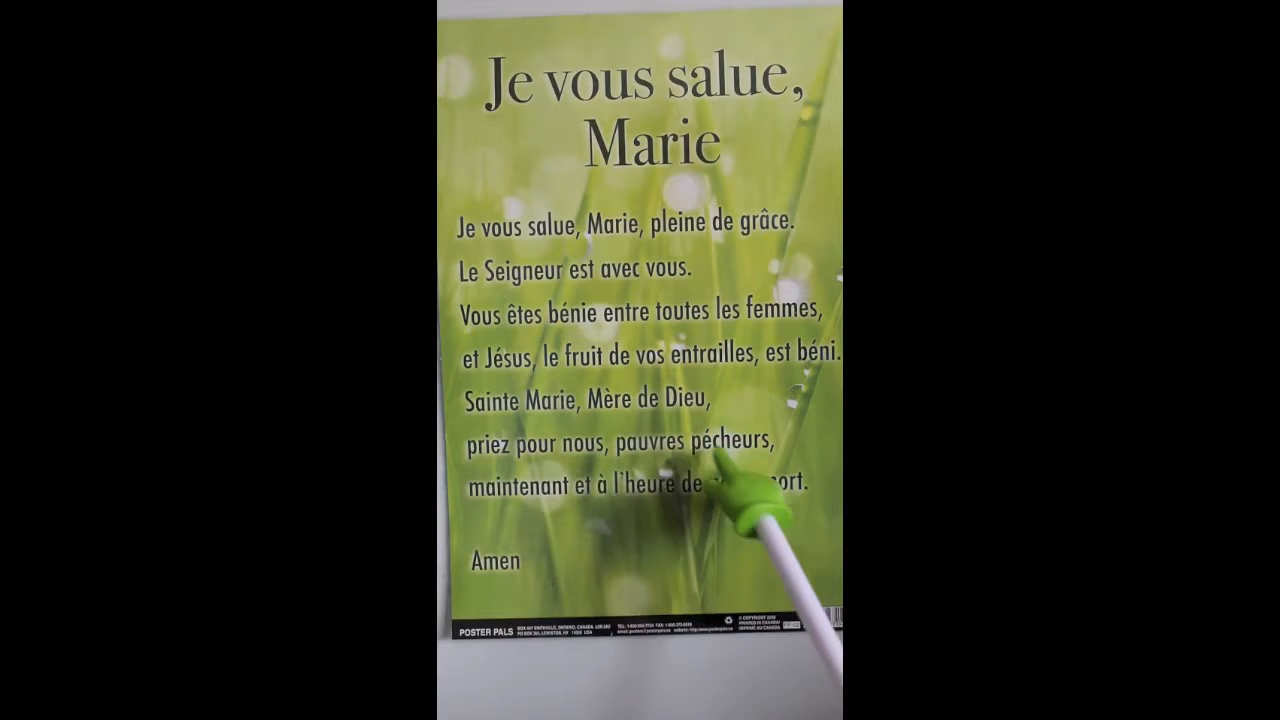 Je vous salue,
Marie
Je vous salue, Marie, pleine de grâce.
Le Seigneur est avec vous.
Vous êtes bénie entre toutes les femmes,
et Jésus, le fruit de vos entrailles, est béni.
Sainte Marie, Mère de Dieu,
priez pour nous, pauvres pécheurs,
maintenant et à l'heure de ort.
Amen
POSTER PALS